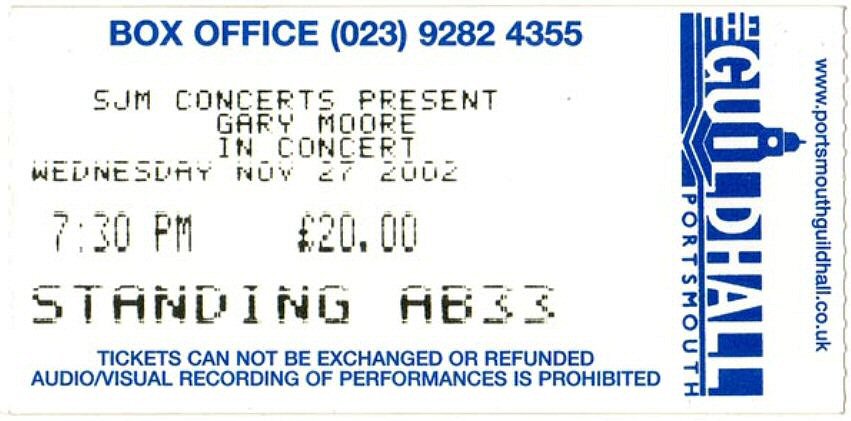 BOX OFFICE (023) 9282 4355
SJM CONCERTS PRESENT
GARY MOORE
IN CONCERT
WEDNESDAY NOV 27 2002
7:30 PM £20.00
STANDING AB33
TICKETS CAN NOT BE EXCHANGED OR REFUNDED
AUDIO/VISUAL RECORDING OF PERFORMANCES IS PROHIBITED
THE GUILDHALL
PORTSMOUTH
www.portsmouthguildhall.co.uk